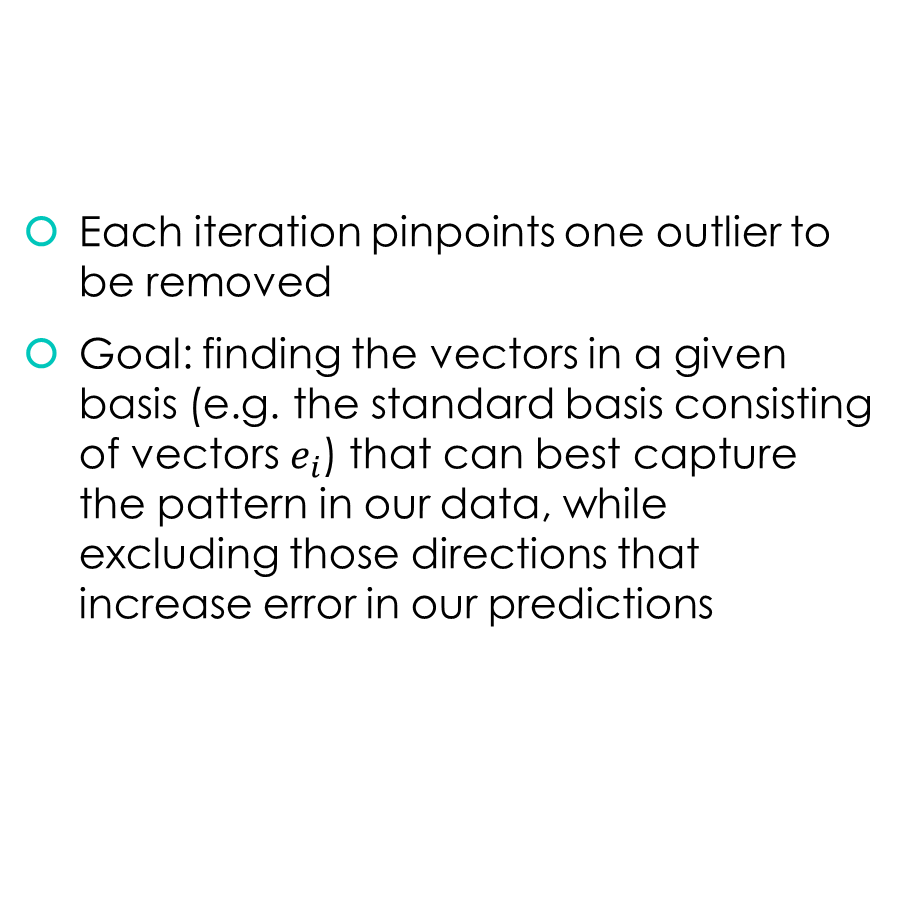 Each iteration pinpoints one outlier to
be removed
Goal: finding the vectors in a given
basis (e.g. the standard basis consisting
of vectors 𝑒𝑖) that can best capture
the pattern in our data, while
excluding those directions that
increase error in our predictions